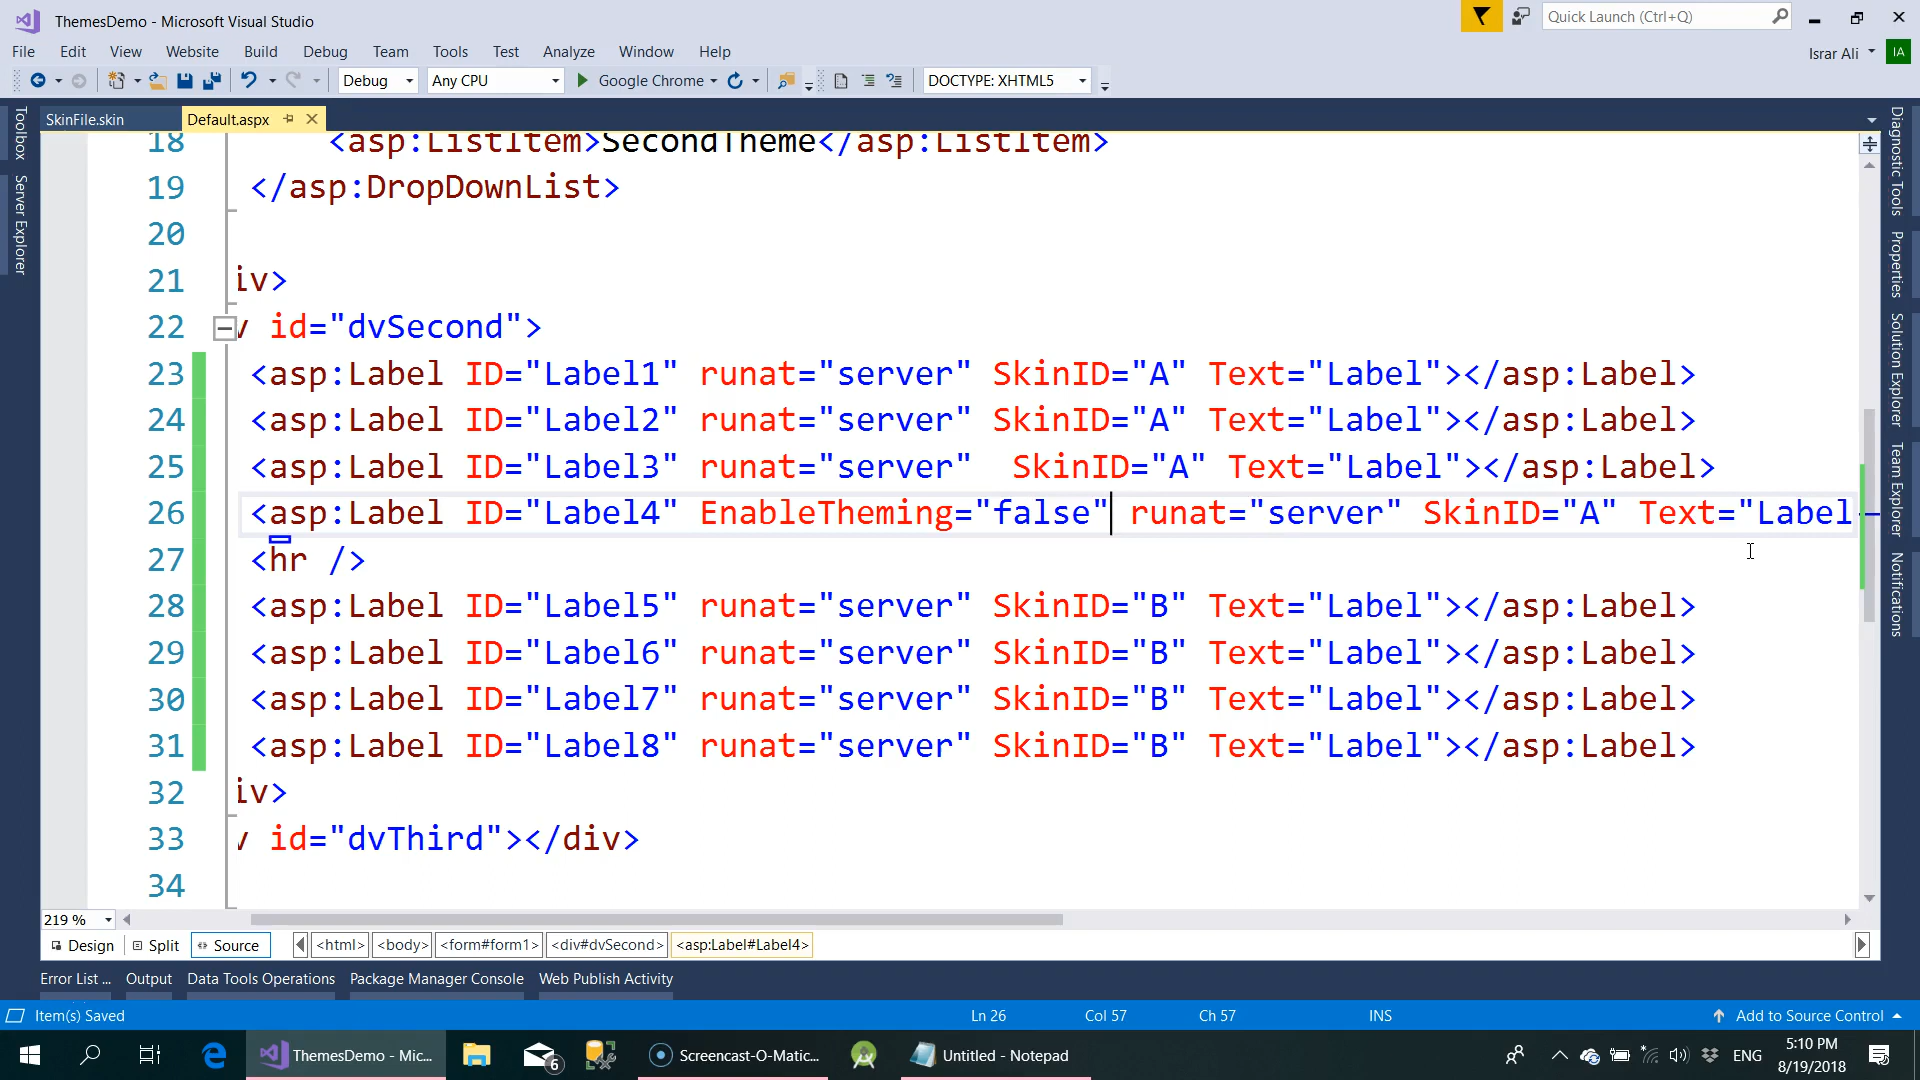 ThemesDemo - Microsoft Visual Studio
Quick Launch (Ctrl+Q)
File Edit View Website Build Debug Team Tools Test Analyze Window Help
Israr Ali IA
Debug Any CPU Google Chrome DOCTYPE: XHTML5
SkinFile.skin Default.aspx
Toolbox
Server Explorer
18 <asp:ListItem>SecondTheme</asp:ListItem>
19 </asp:DropDownList>
20
21 iv>
22 v id="dvSecond">
23 <asp:Label ID="Label1" runat="server" SkinID="A" Text="Label"></asp:Label>
24 <asp:Label ID="Label2" runat="server" SkinID="A" Text="Label"></asp:Label>
25 <asp:Label ID="Label3" runat="server"  SkinID="A" Text="Label"></asp:Label>
26 <asp:Label ID="Label4" EnableTheming="false" runat="server" SkinID="A" Text="Label
27 <hr />
28 <asp:Label ID="Label5" runat="server" SkinID="B" Text="Label"></asp:Label>
29 <asp:Label ID="Label6" runat="server" SkinID="B" Text="Label"></asp:Label>
30 <asp:Label ID="Label7" runat="server" SkinID="B" Text="Label"></asp:Label>
31 <asp:Label ID="Label8" runat="server" SkinID="B" Text="Label"></asp:Label>
32 iv>
33 v id="dvThird"></div>
34
Diagnostic Tools
Properties
Solution Explorer
Team Explorer
Notifications
219 %
Design Split Source <html> <body> <form#form1> <div#dvSecond> <asp:Label#Label4>
Error List ... Output Data Tools Operations Package Manager Console Web Publish Activity
Item(s) Saved Ln 26 Col 57 Ch 57 INS Add to Source Control
ThemesDemo - Mic... 6 Screencast-O-Matic... Untitled - Notepad ENG
5:10 PM
8/19/2018